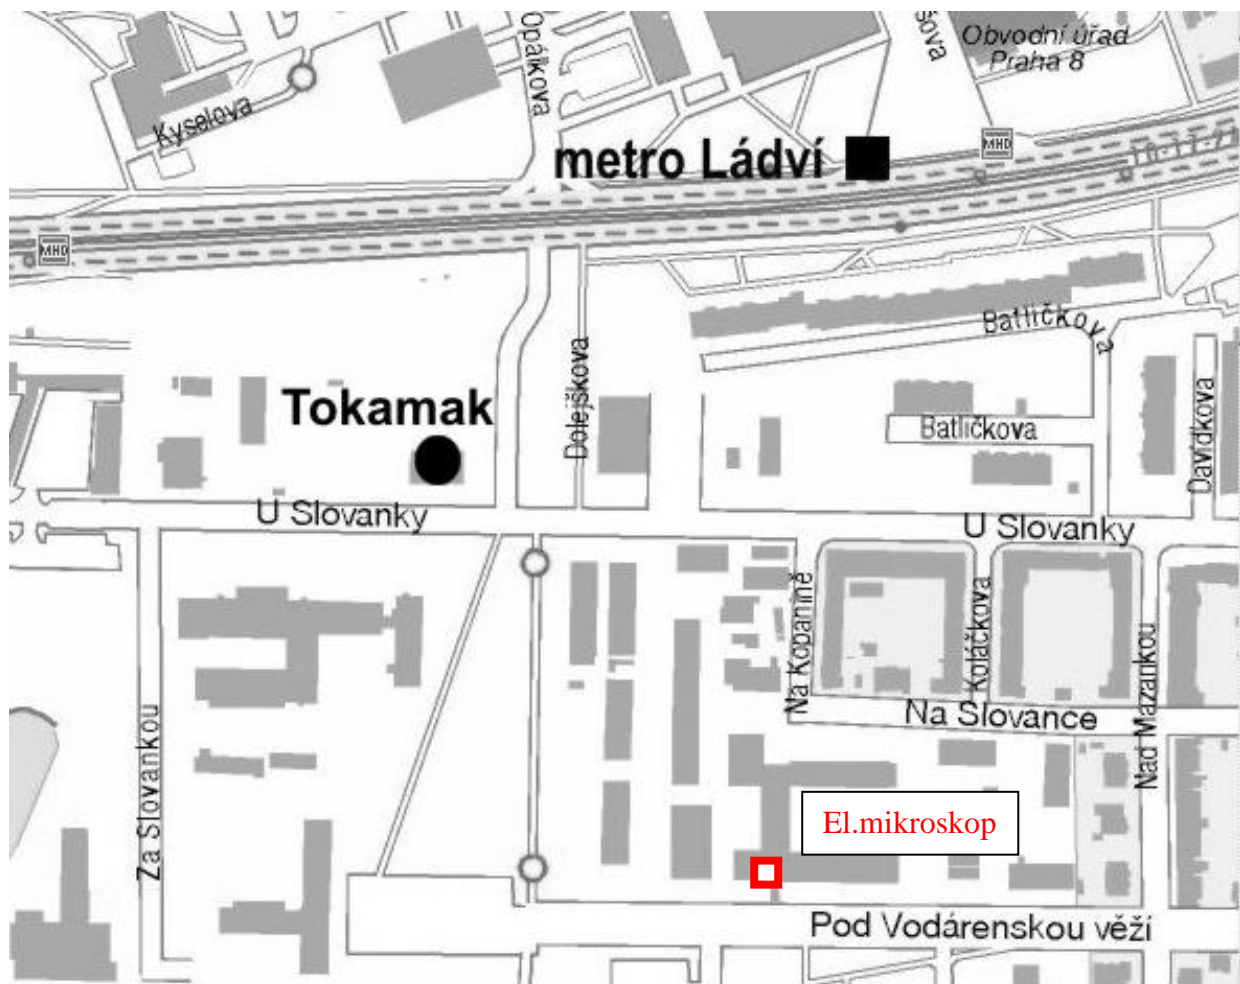 Opálkova
Obvodní úřad
Praha 8
Kyselova
MHD
metro Ládví
MHD
Batličkova
Dolejškova
Tokamak
Batličkova
Davídkova
U Slovanky
U Slovanky
Na Kopanině
Koláčkova
Nad Mazankou
Na Slovance
Za Slovankou
El.mikroskop
Pod Vodárenskou věží